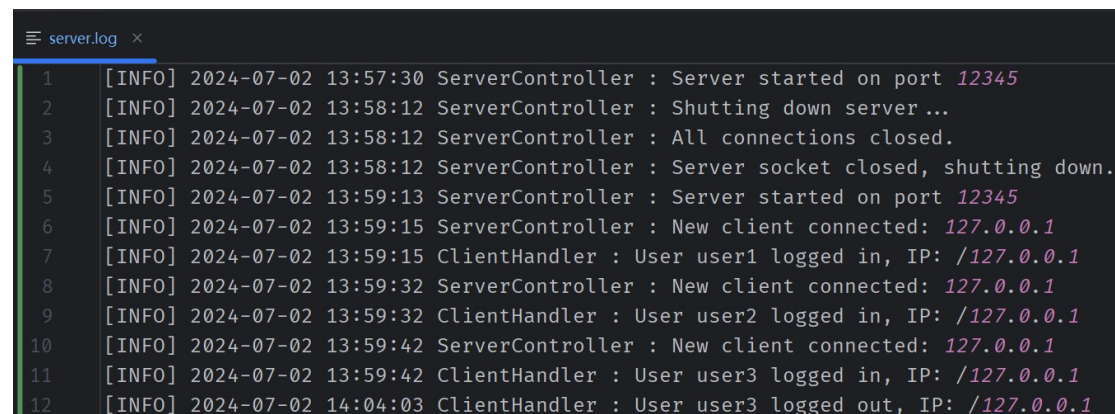 server.log ×
1 [INFO] 2024-07-02 13:57:30 ServerController : Server started on port 12345
2 [INFO] 2024-07-02 13:58:12 ServerController : Shutting down server...
3 [INFO] 2024-07-02 13:58:12 ServerController : All connections closed.
4 [INFO] 2024-07-02 13:58:12 ServerController : Server socket closed, shutting down.
5 [INFO] 2024-07-02 13:59:13 ServerController : Server started on port 12345
6 [INFO] 2024-07-02 13:59:15 ServerController : New client connected: 127.0.0.1
7 [INFO] 2024-07-02 13:59:15 ClientHandler : User user1 logged in, IP: /127.0.0.1
8 [INFO] 2024-07-02 13:59:32 ServerController : New client connected: 127.0.0.1
9 [INFO] 2024-07-02 13:59:32 ClientHandler : User user2 logged in, IP: /127.0.0.1
10 [INFO] 2024-07-02 13:59:42 ServerController : New client connected: 127.0.0.1
11 [INFO] 2024-07-02 13:59:42 ClientHandler : User user3 logged in, IP: /127.0.0.1
12 [INFO] 2024-07-02 14:04:03 ClientHandler : User user3 logged out, IP: /127.0.0.1